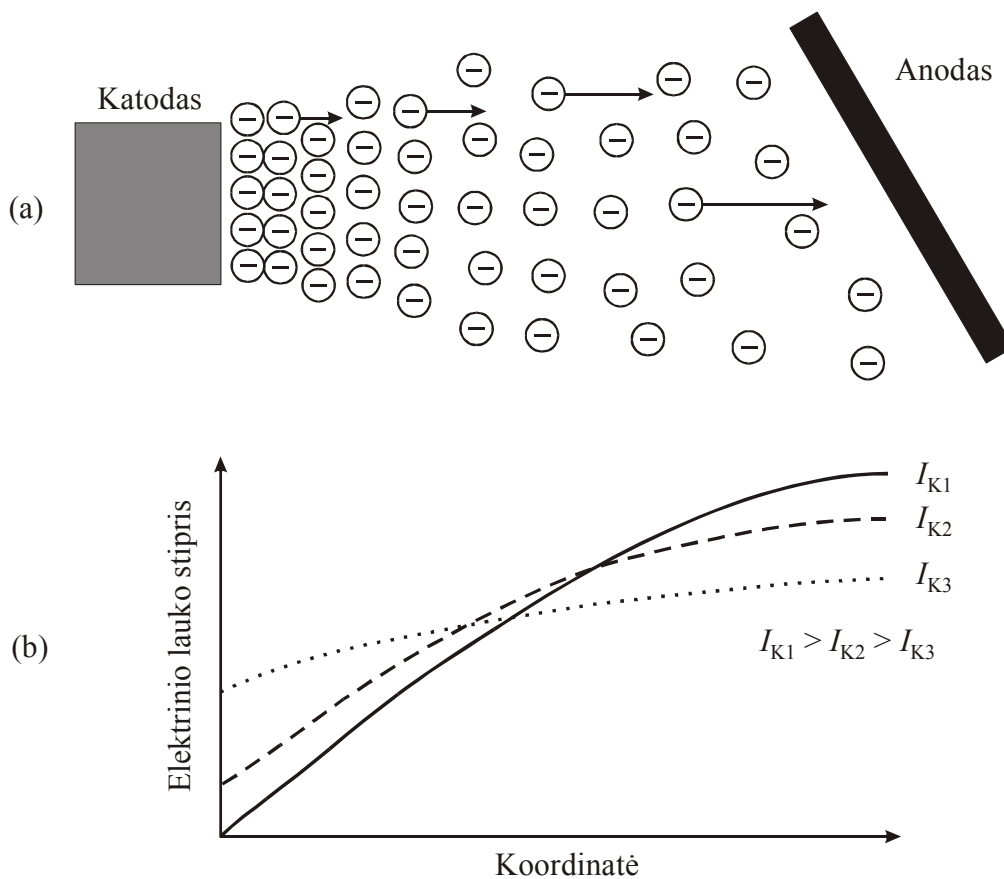 Katodas
Anodas
(a)
(b)
Elektrinio lauko stipris
I_K1
I_K2
I_K3
I_K1 > I_K2 > I_K3
Koordinatė